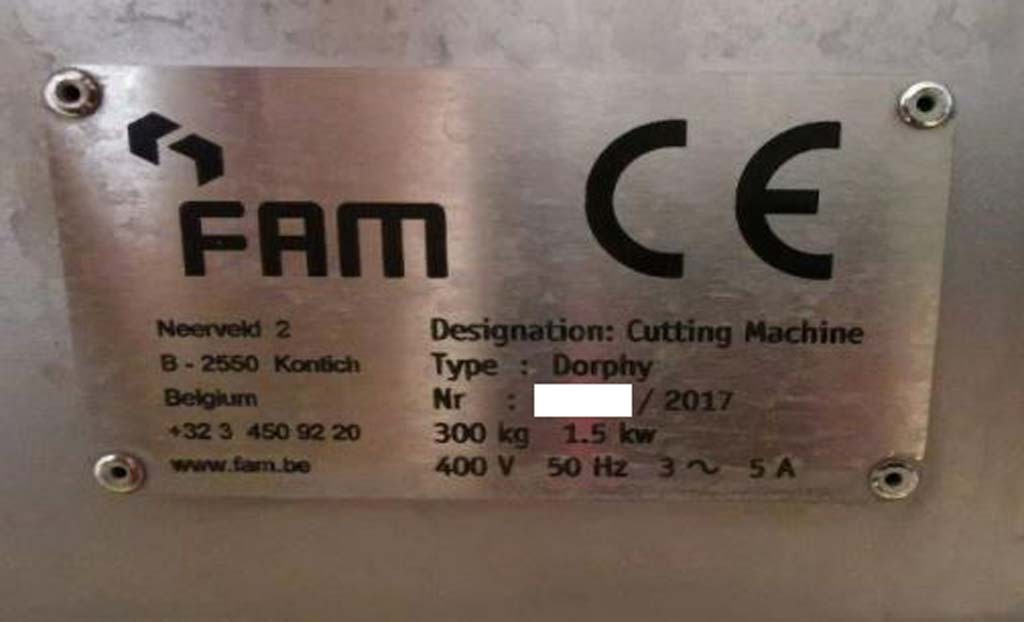 FAM
CE
Neerveld 2
B - 2550 Kontich
Belgium
+32 3 450 92 20
www.fam.be
Designation: Cutting Machine
Type : Dorphy
Nr : / 2017
300 kg 1.5 kw
400 V 50 Hz 3 ~ 5 A